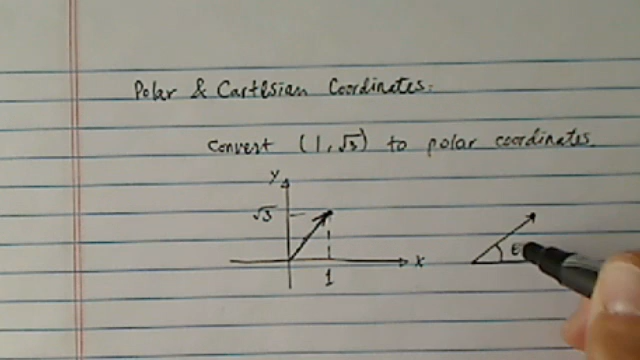 Polar & Cartesian Coordinates:
Convert (1, √3) to polar coordinates.
y
√3
x
1